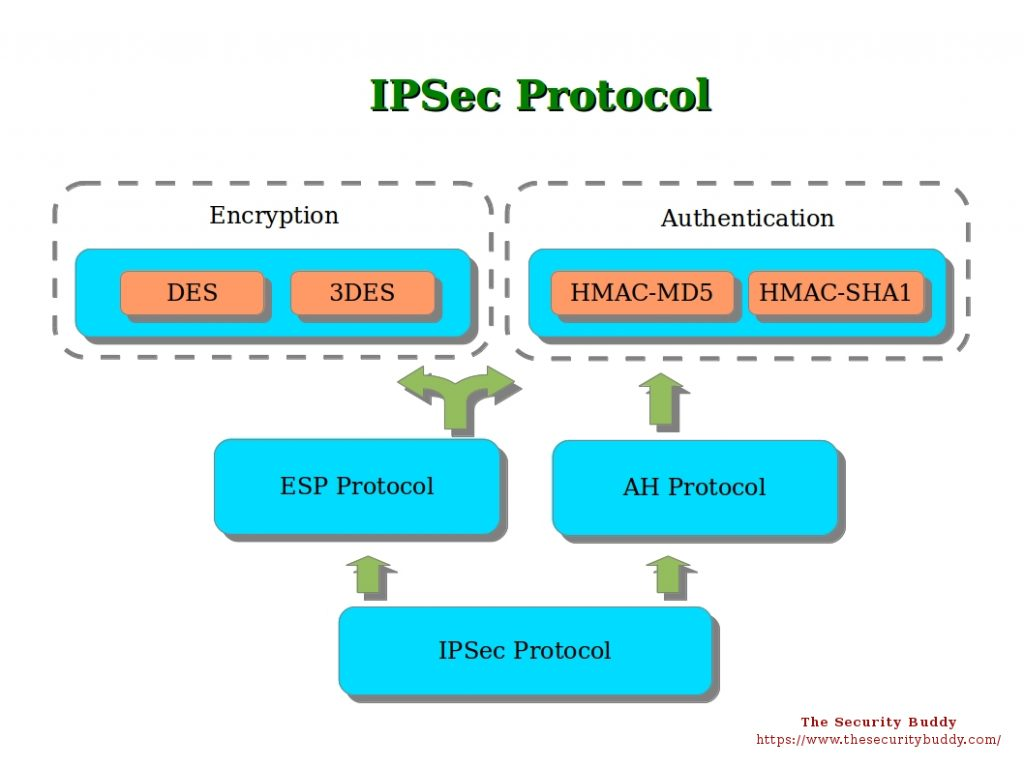 IPSec Protocol
Encryption
Authentication
DES
3DES
HMAC-MD5
HMAC-SHA1
ESP Protocol
AH Protocol
IPSec Protocol
The Security Buddy
https://www.thesecuritybuddy.com/